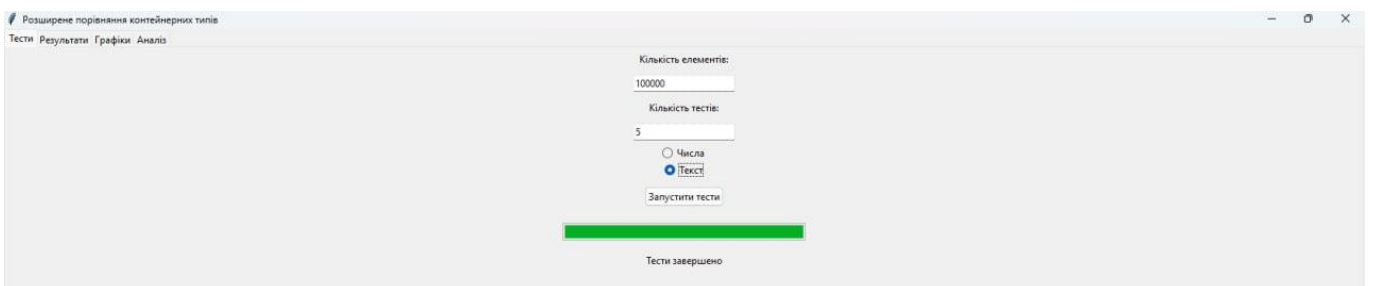 Розширене порівняння контейнерних типів
Тести Результати Графіки Аналіз
Кількість елементів:
100000
Кількість тестів:
5
Числа
Текст
Запустити тести
Тести завершено